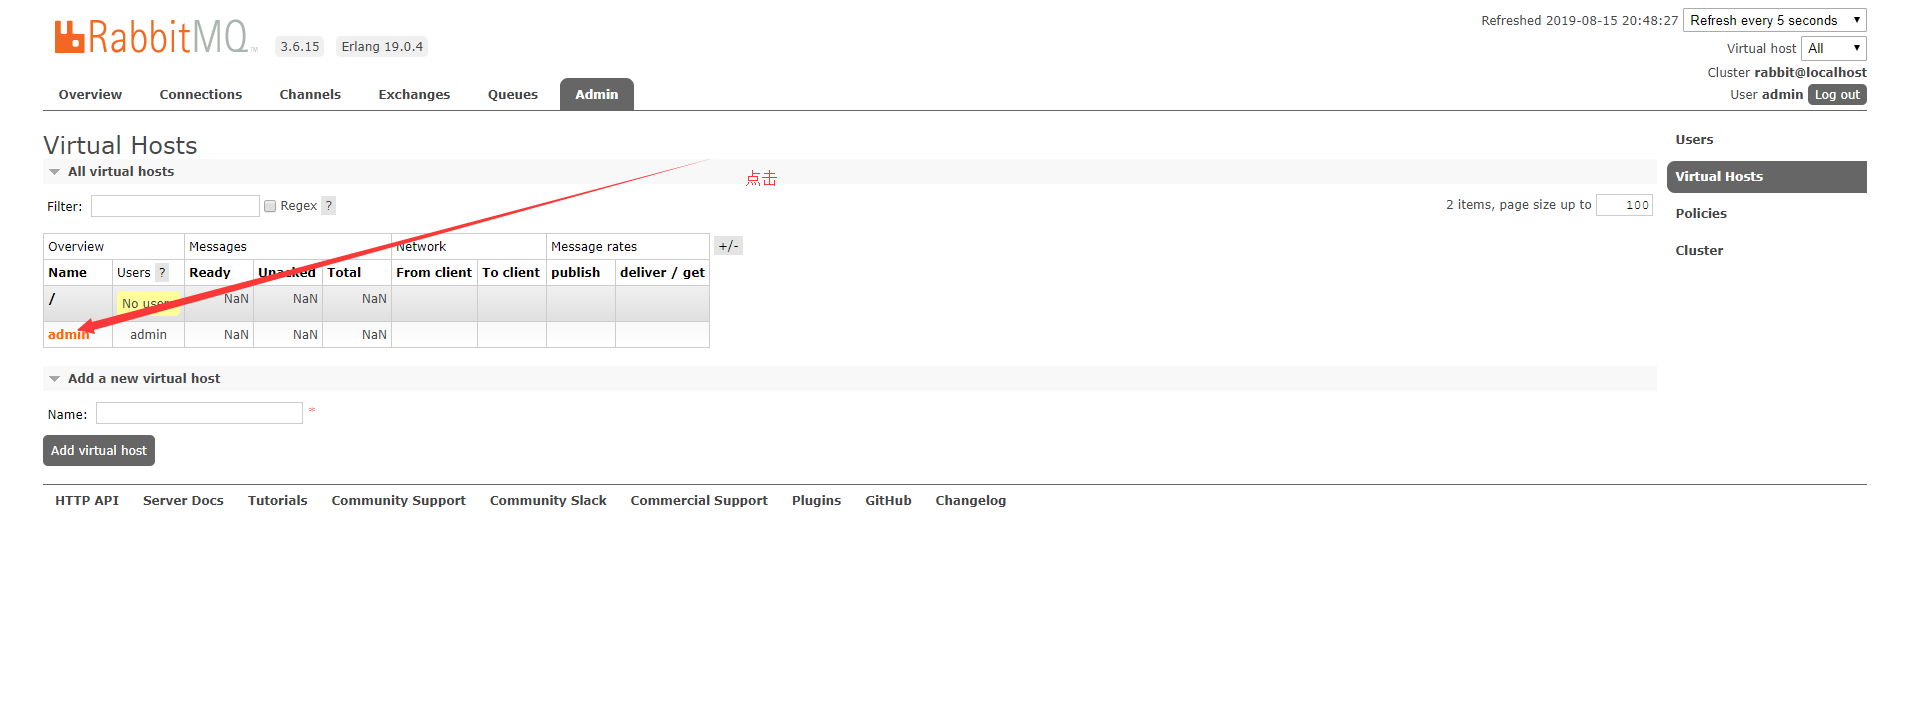 RabbitMQ TM 3.6.15 Erlang 19.0.4
Refreshed 2019-08-15 20:48:27 Refresh every 5 seconds
Virtual host All
Cluster rabbit@localhost
User admin Log out
Overview Connections Channels Exchanges Queues Admin
Virtual Hosts
All virtual hosts
点击
Filter: Regex ? 2 items, page size up to 100
Overview Messages Network Message rates +/-
Name Users ? Ready Unacked Total From client To client publish deliver / get
/ No users NaN NaN NaN
admin admin NaN NaN NaN
Add a new virtual host
Name: *
Add virtual host
Users
Virtual Hosts
Policies
Cluster
HTTP API Server Docs Tutorials Community Support Community Slack Commercial Support Plugins GitHub Changelog